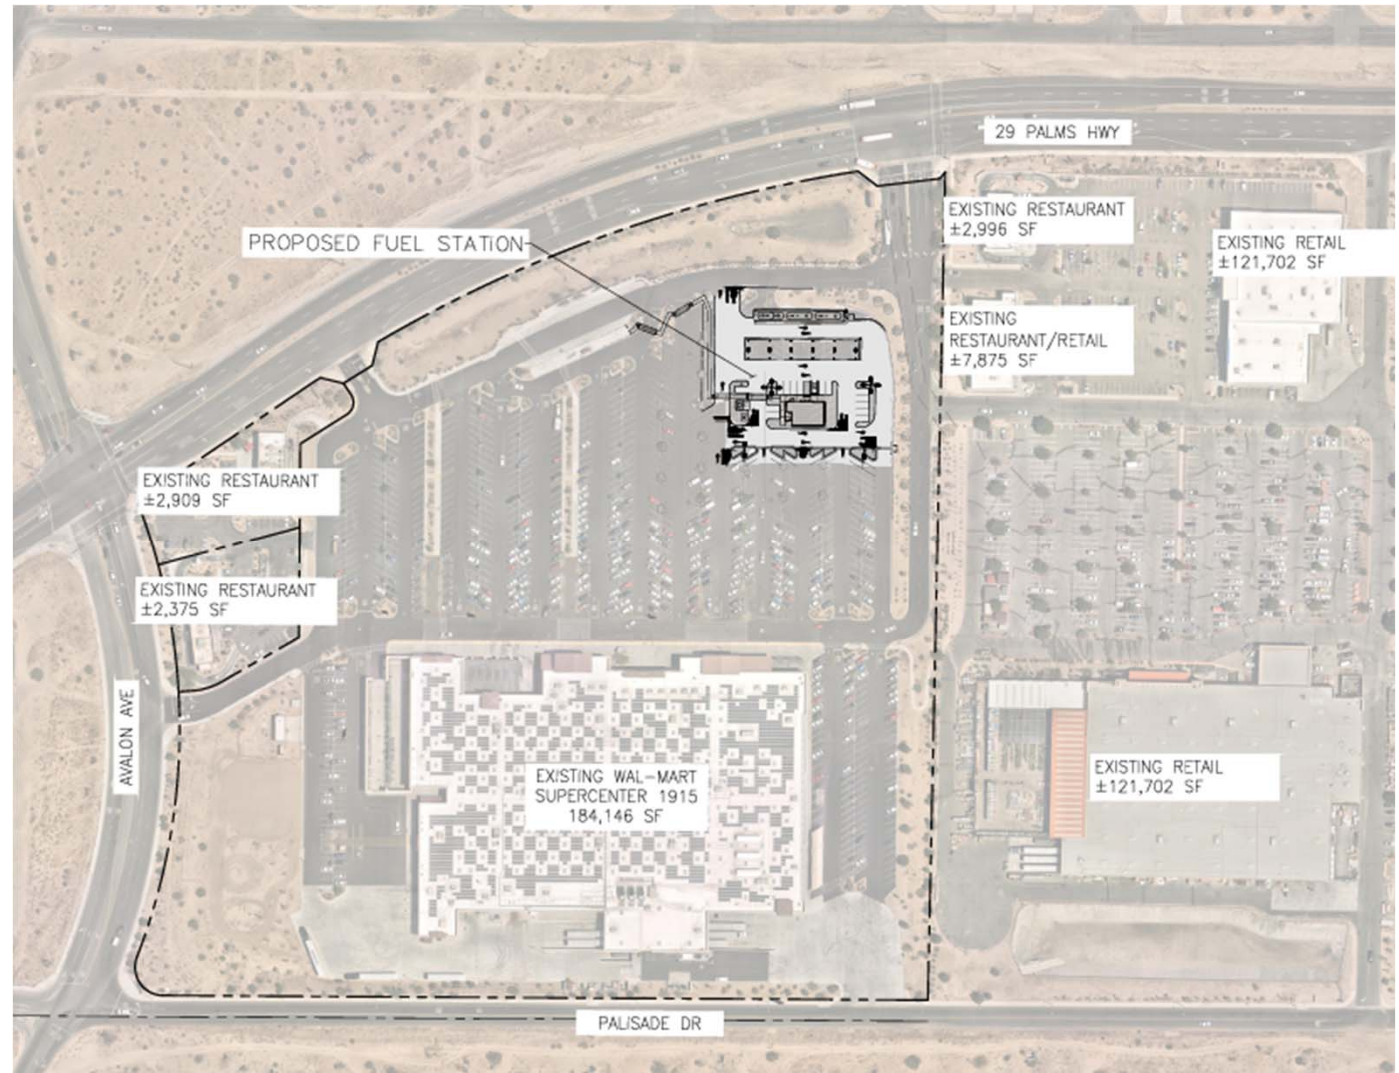 29 PALMS HWY
EXISTING RESTAURANT
±2,996 SF
PROPOSED FUEL STATION
EXISTING RETAIL
±121,702 SF
EXISTING
RESTAURANT/RETAIL
±7,875 SF
EXISTING RESTAURANT
±2,909 SF
EXISTING RESTAURANT
±2,375 SF
AVALON AVE
EXISTING WAL-MART
SUPERCENTER 1915
184,146 SF
EXISTING RETAIL
±121,702 SF
PALISADE DR